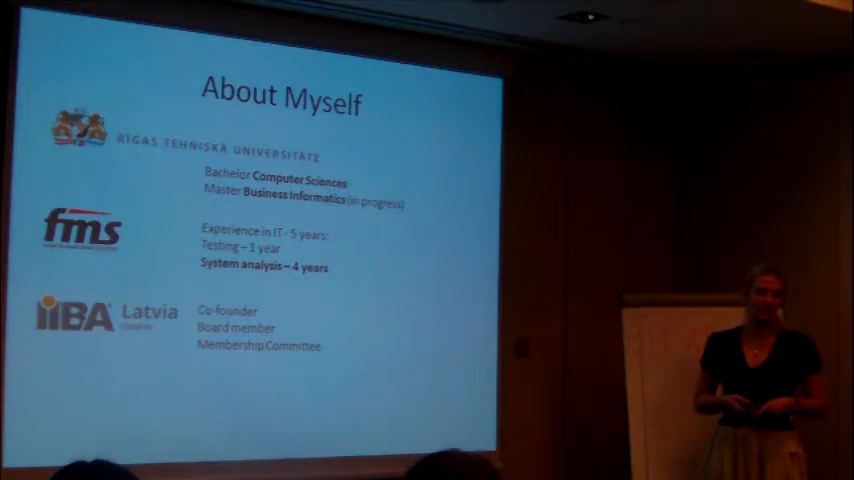 About Myself
RĪGAS TEHNISKĀ UNIVERSITĀTE
Bachelor Computer Sciences
Master Business Informatics (in progress)
fms
Experience in IT - 5 years:
Testing – 1 year
System analysis – 4 years
IIBA Latvia
Co-founder
Board member
Membership Committee